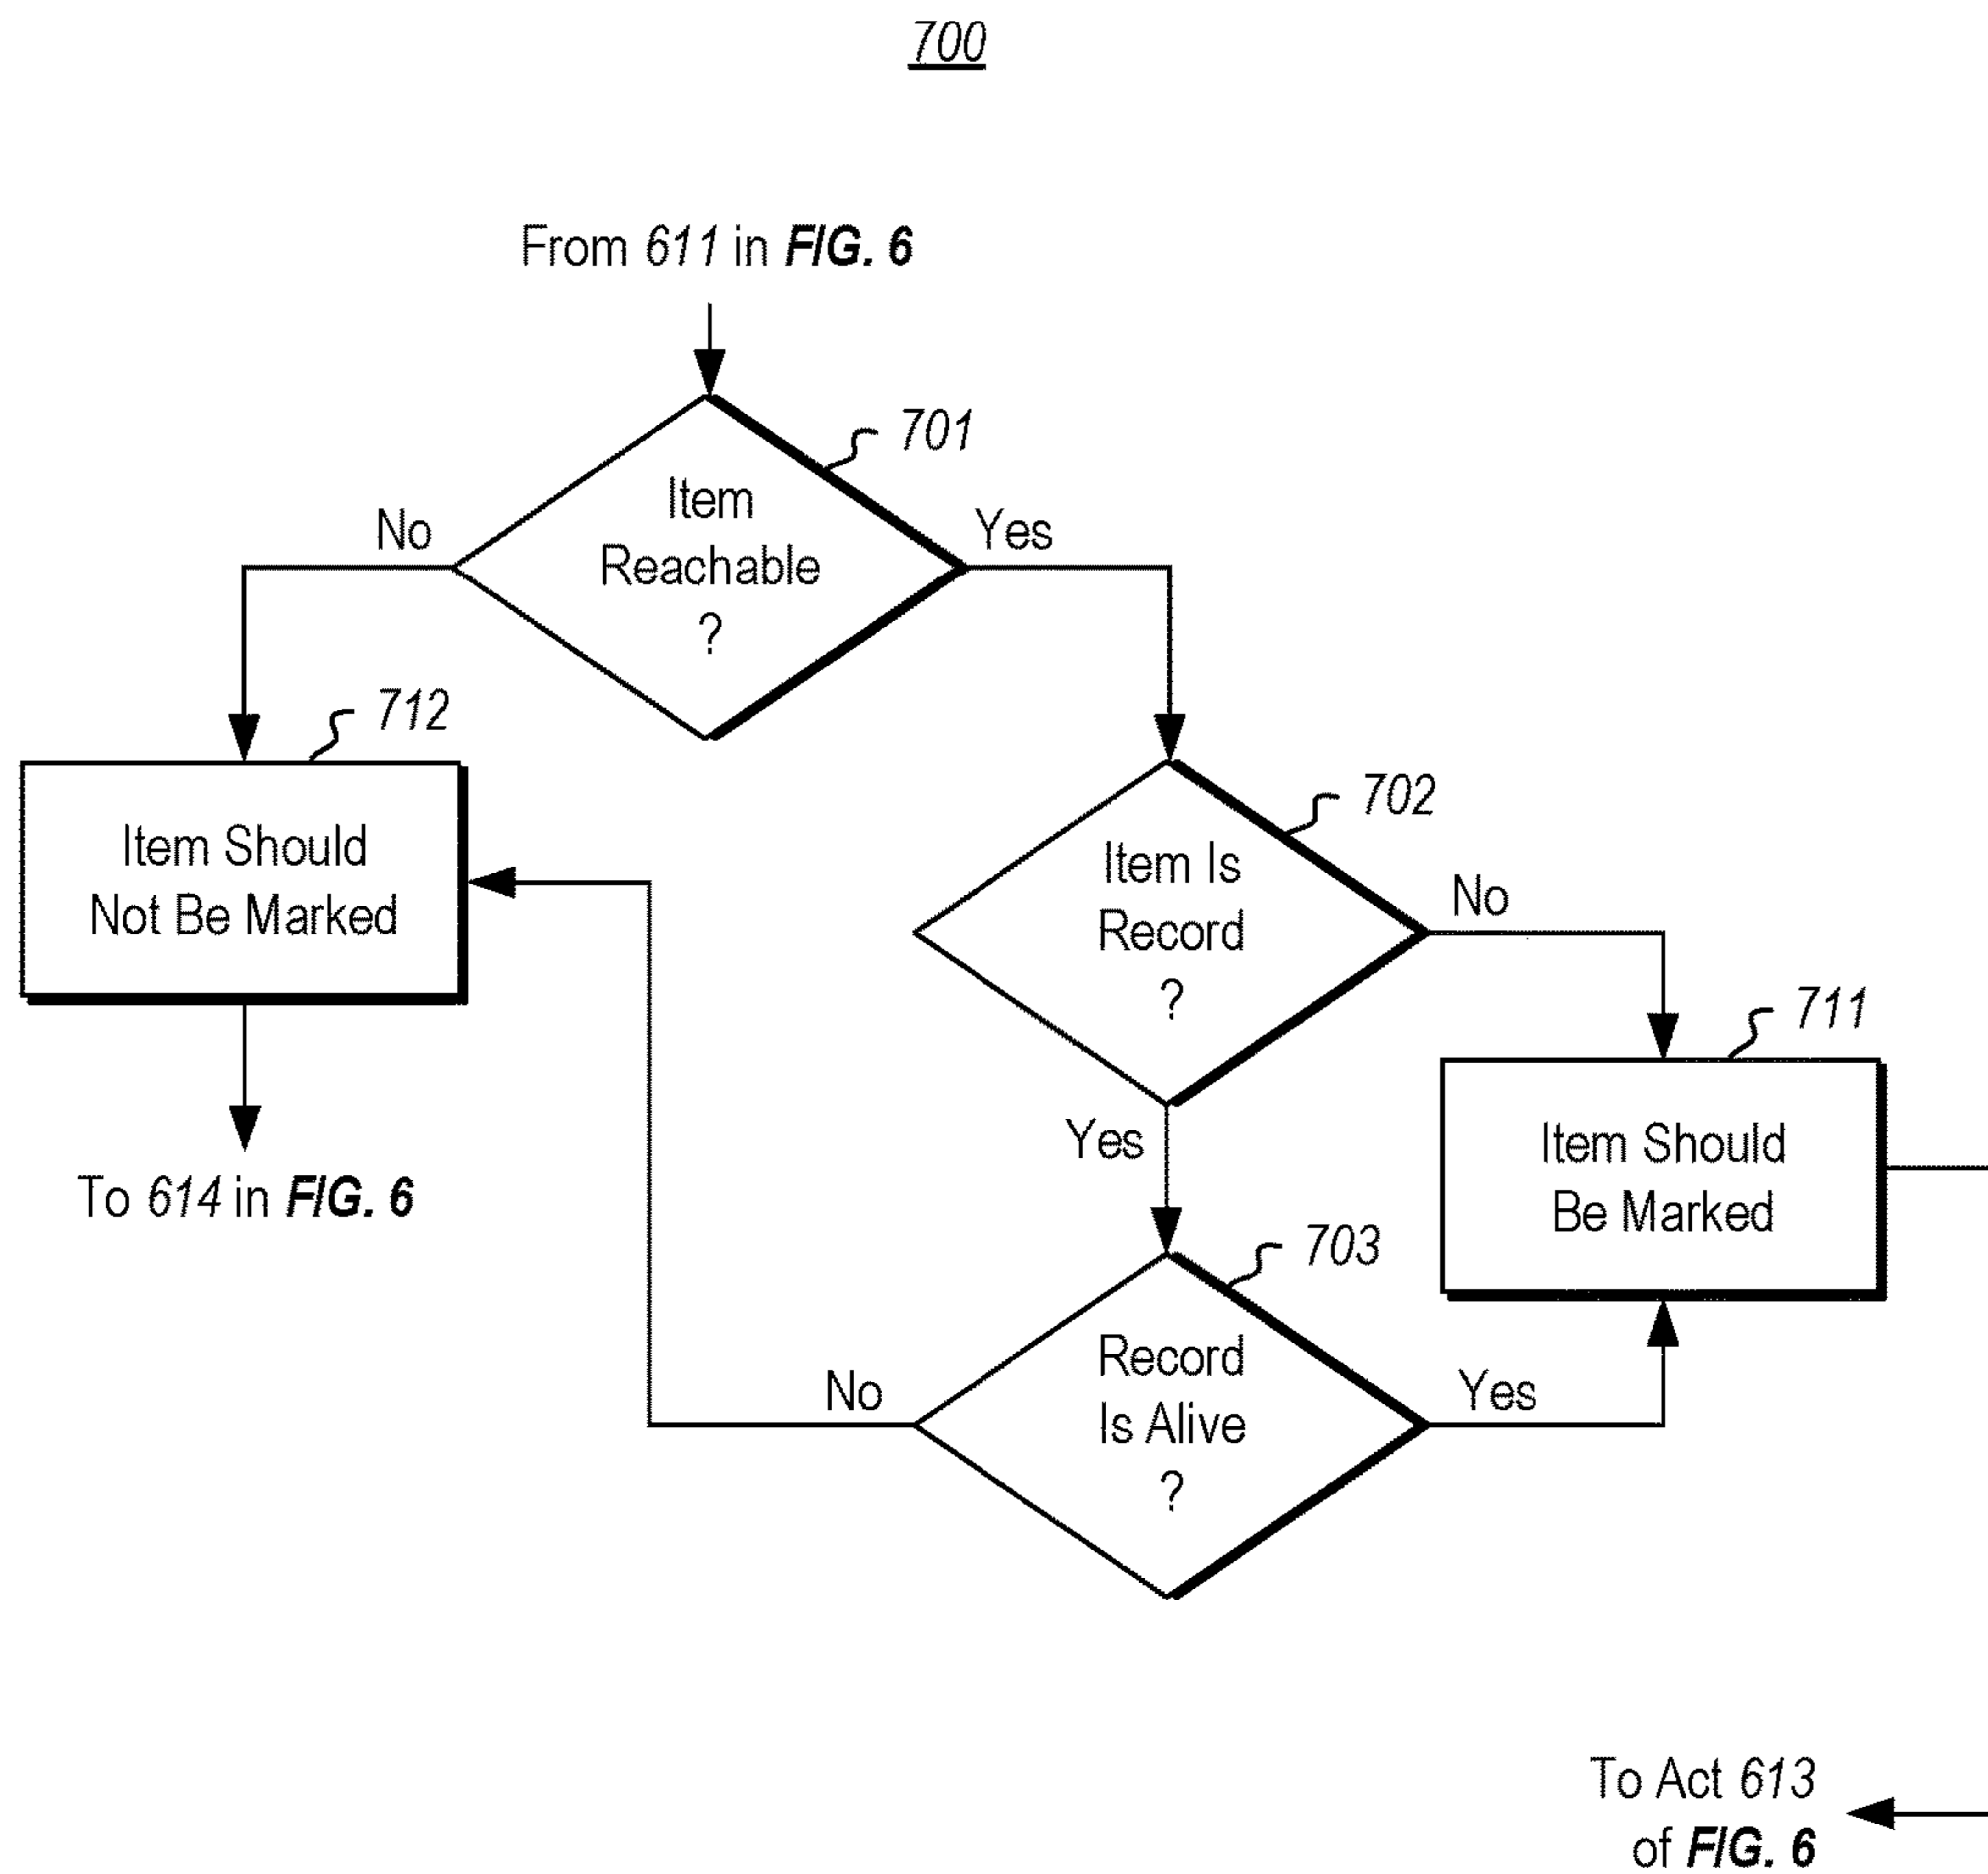 700
From 611 in FIG. 6
701
Item
Reachable
?
No
Yes
712
Item Should
Not Be Marked
To 614 in FIG. 6
702
Item Is
Record
?
No
Yes
711
Item Should
Be Marked
703
Record
Is Alive
?
No
Yes
To Act 613
of FIG. 6